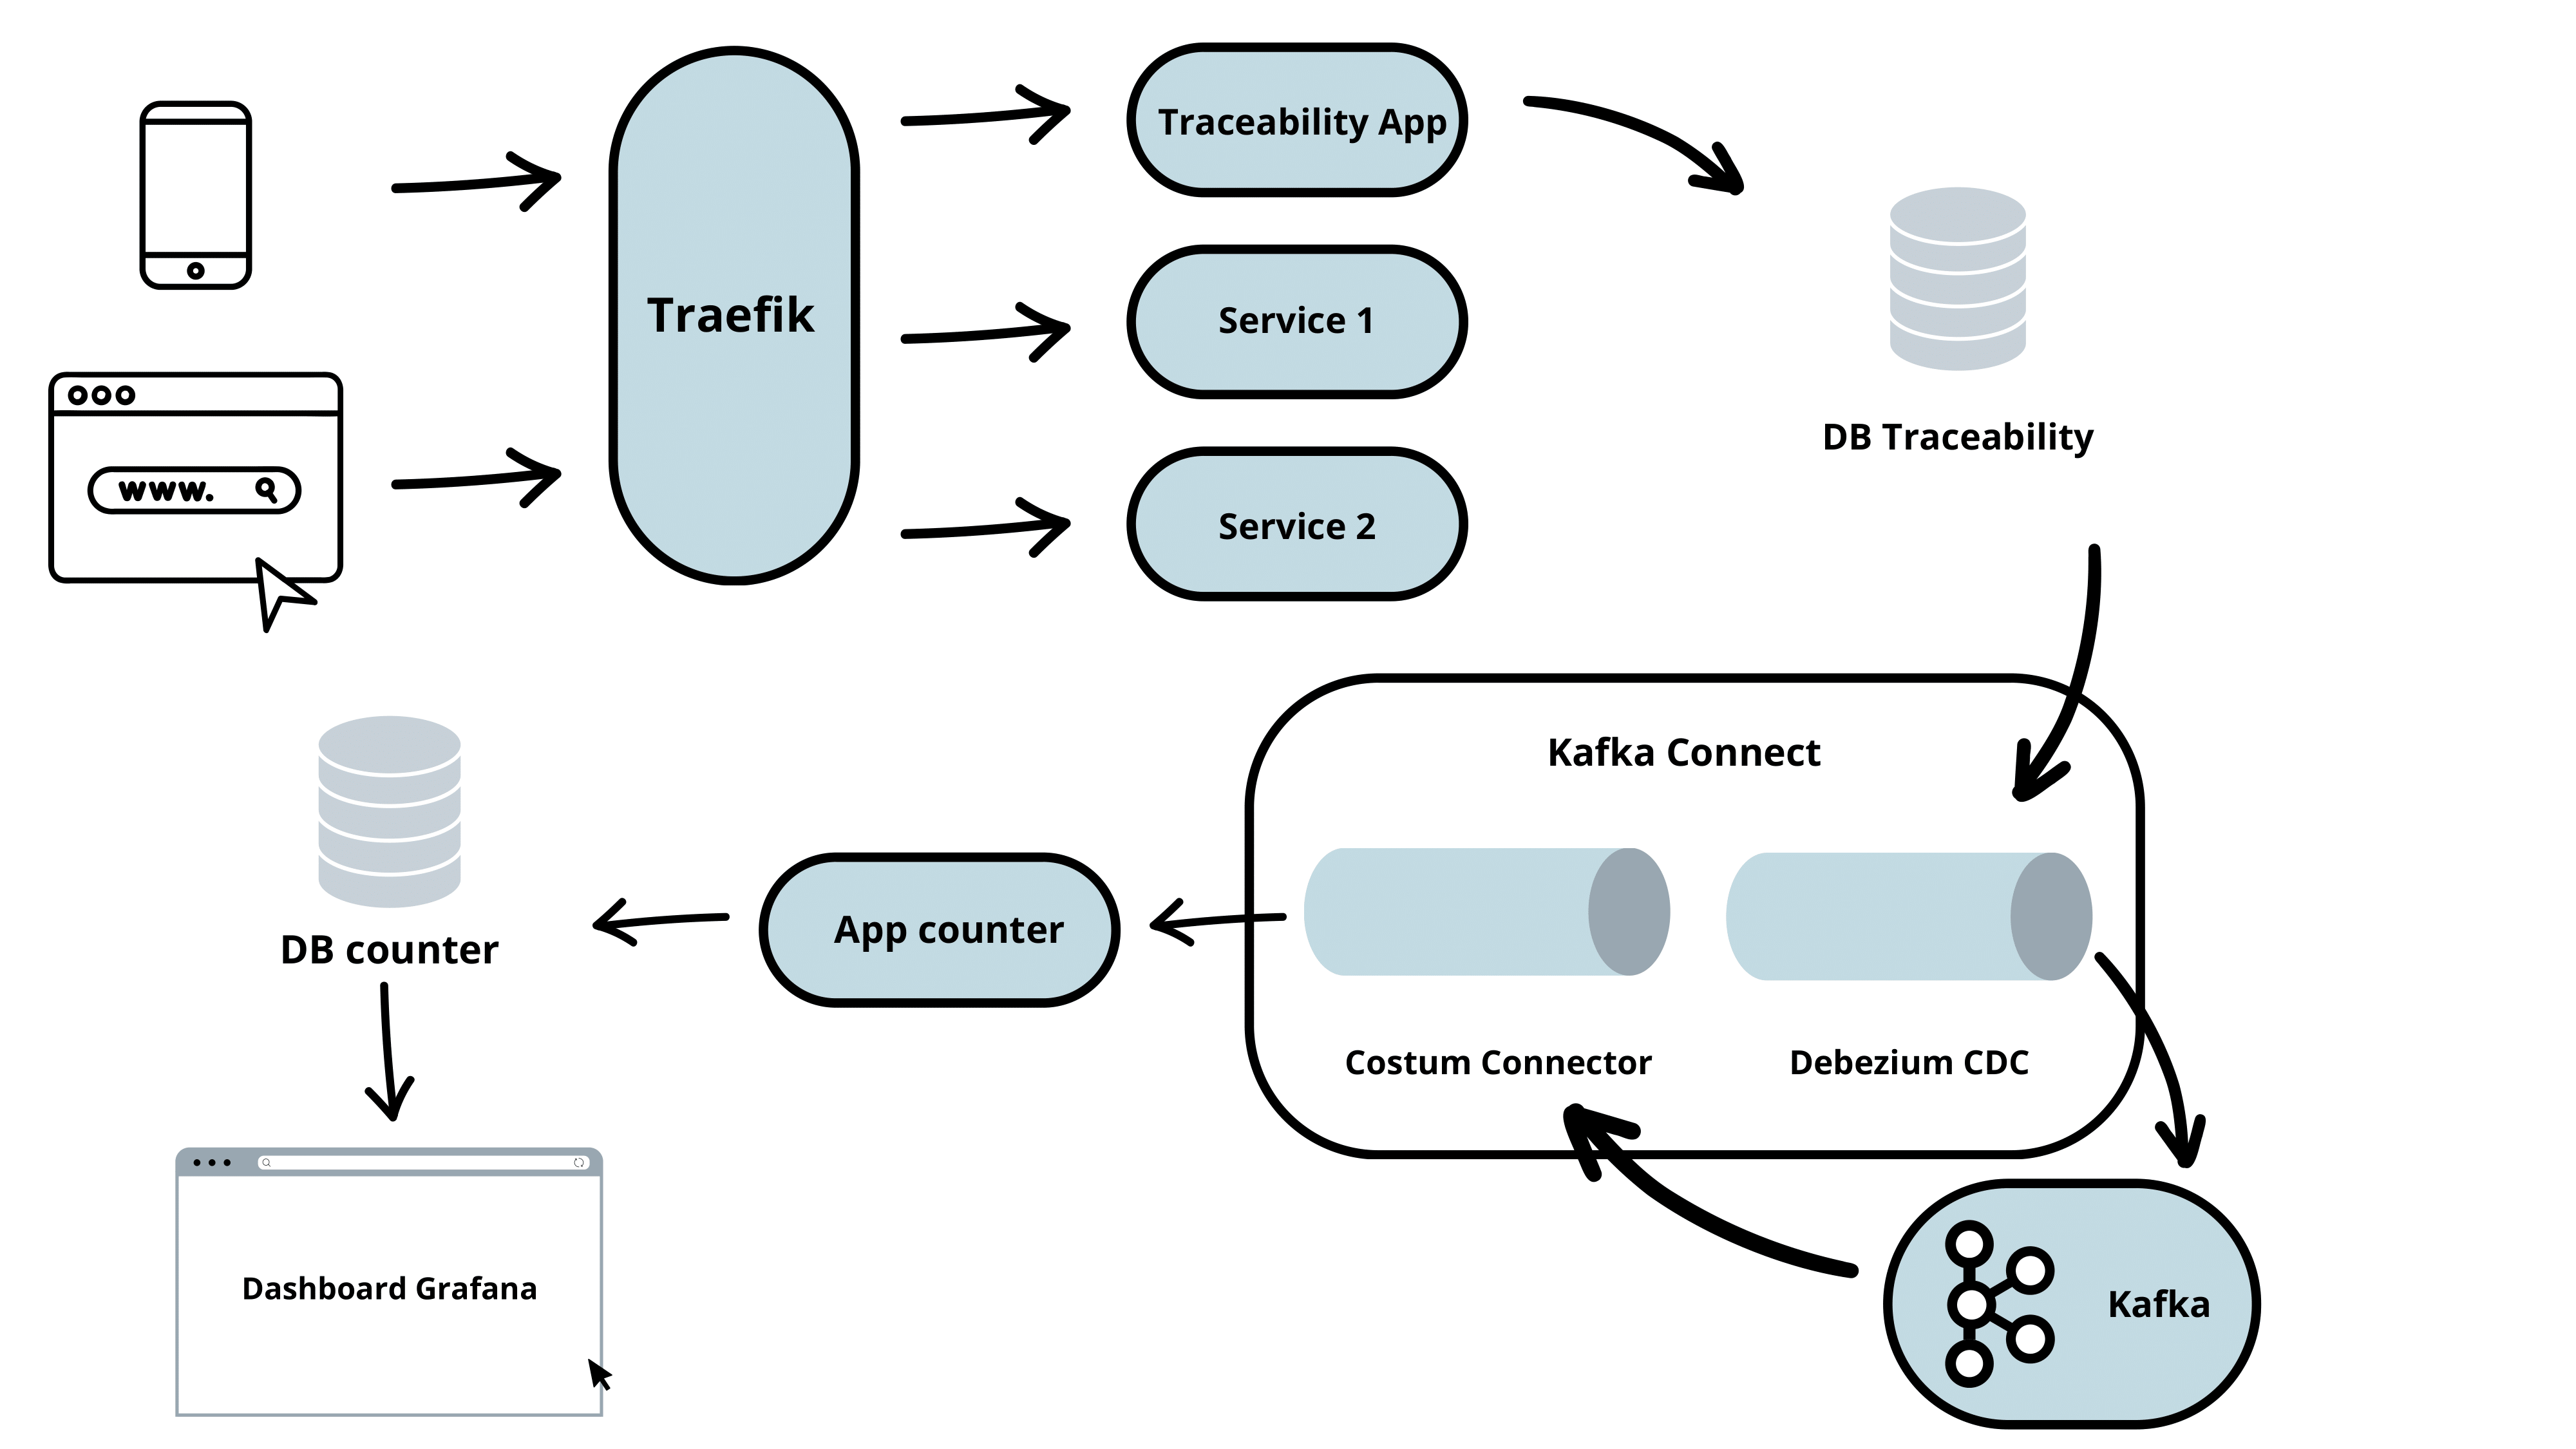 Traefik
Traceability App
Service 1
Service 2
DB Traceability
www.
Kafka Connect
Costum Connector
Debezium CDC
App counter
DB counter
Dashboard Grafana
Kafka